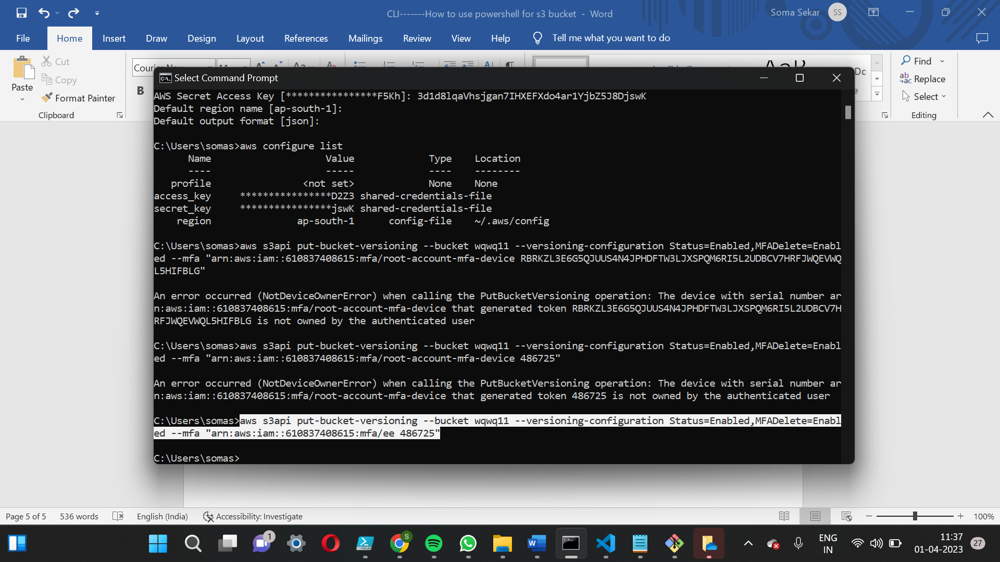 CLI-------How to use powershell for s3 bucket - Word
Soma Sekar SS
File Home Insert Draw Design Layout References Mailings Review View Help Tell me what you want to do
Cut
Copy
Format Painter
Paste
Clipboard
B
Find
Replace
Select
Editing
Select Command Prompt
AWS Secret Access Key [****************F5Kh]: 3d1d8lqaVhsjgan7IHXEFXdo4ar1YjbZ5J8DjswK
Default region name [ap-south-1]:
Default output format [json]:
C:\Users\somas>aws configure list
Name Value Type Location
---- ----- ---- --------
profile <not set> None None
access_key ****************D2Z3 shared-credentials-file
secret_key ****************jswK shared-credentials-file
region ap-south-1 config-file ~/.aws/config
C:\Users\somas>aws s3api put-bucket-versioning --bucket wqwq11 --versioning-configuration Status=Enabled,MFADelete=Enabl
ed --mfa "arn:aws:iam::610837408615:mfa/root-account-mfa-device RBRKZL3E6G5QJUUS4N4JPHDFTW3LJXSPQM6RI5L2UDBCV7HRFJWQEVWQ
L5HIFBLG"
An error occurred (NotDeviceOwnerError) when calling the PutBucketVersioning operation: The device with serial number ar
n:aws:iam::610837408615:mfa/root-account-mfa-device that generated token RBRKZL3E6G5QJUUS4N4JPHDFTW3LJXSPQM6RI5L2UDBCV7H
RFJWQEVWQL5HIFBLG is not owned by the authenticated user
C:\Users\somas>aws s3api put-bucket-versioning --bucket wqwq11 --versioning-configuration Status=Enabled,MFADelete=Enabl
ed --mfa "arn:aws:iam::610837408615:mfa/root-account-mfa-device 486725"
An error occurred (NotDeviceOwnerError) when calling the PutBucketVersioning operation: The device with serial number ar
n:aws:iam::610837408615:mfa/root-account-mfa-device that generated token 486725 is not owned by the authenticated user
C:\Users\somas>aws s3api put-bucket-versioning --bucket wqwq11 --versioning-configuration Status=Enabled,MFADelete=Enabl
ed --mfa "arn:aws:iam::610837408615:mfa/ee 486725"
C:\Users\somas>
Page 5 of 5 536 words English (India) Accessibility: Investigate 100%
1
S
ENG
IN
11:37
01-04-2023
27